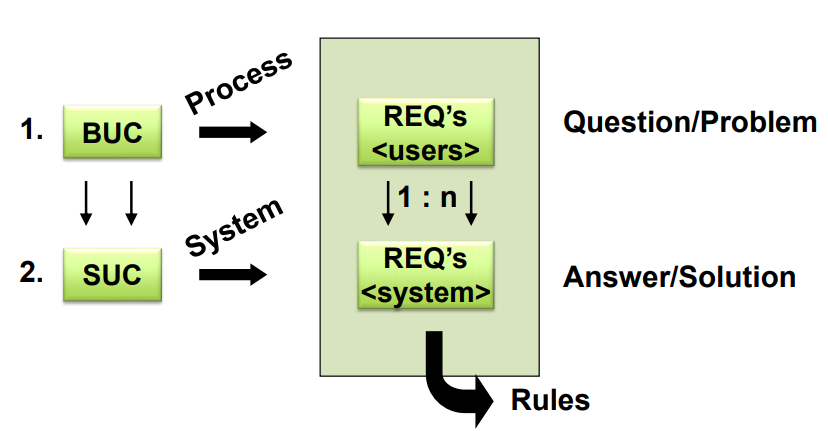 Process
1. BUC
REQ's
<users>
Question/Problem
1 : n
System
2. SUC
REQ's
<system>
Answer/Solution
Rules